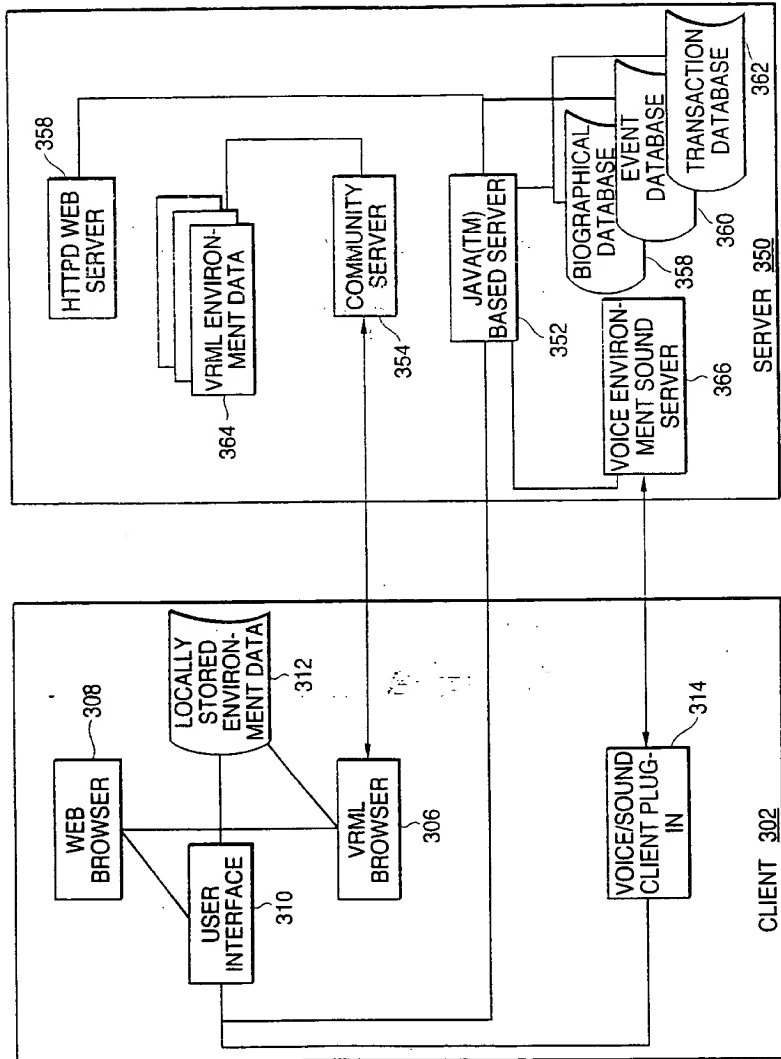 358
HTTPD WEB
SERVER
VRML ENVIRON-
MENT DATA
364
COMMUNITY
SERVER
354
JAVA(TM)
BASED SERVER
352
BIOGRAPHICAL
DATABASE
358
EVENT
DATABASE
360
TRANSACTION
DATABASE
362
VOICE ENVIRON-
MENT SOUND
SERVER
366
SERVER 350
308
WEB
BROWSER
LOCALLY
STORED
ENVIRON-
MENT DATA
312
USER
INTERFACE
310
VRML
BROWSER
306
VOICE/SOUND
CLIENT PLUG-
IN
314
CLIENT 302